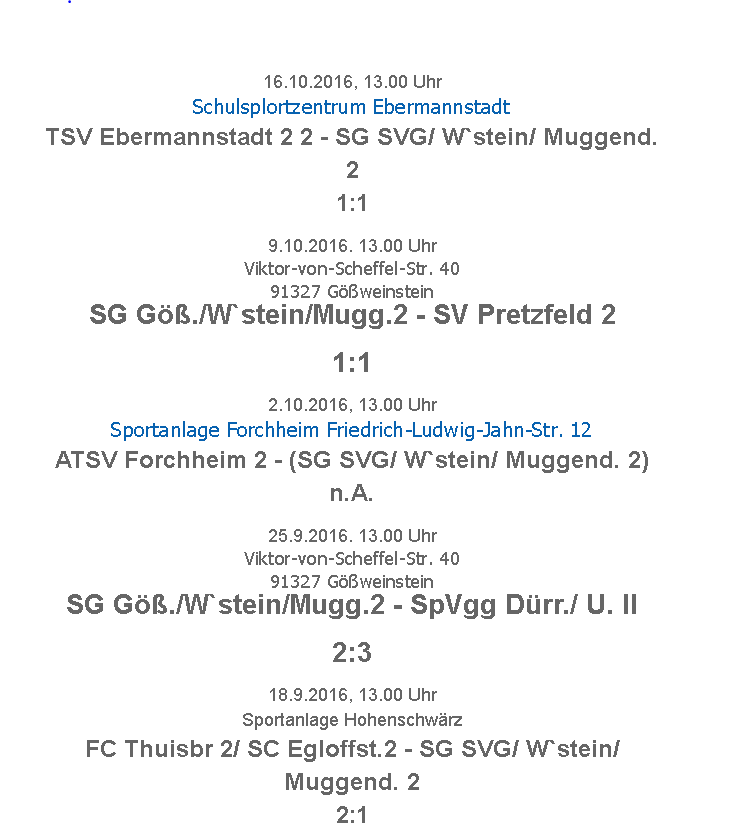 16.10.2016, 13.00 Uhr
Schulsplortzentrum Ebermannstadt
TSV Ebermannstadt 2 2 - SG SVG/ W`stein/ Muggend.
2
1:1
9.10.2016. 13.00 Uhr
Viktor-von-Scheffel-Str. 40
91327 Gößweinstein
SG Göß./W`stein/Mugg.2 - SV Pretzfeld 2
1:1
2.10.2016, 13.00 Uhr
Sportanlage Forchheim Friedrich-Ludwig-Jahn-Str. 12
ATSV Forchheim 2 - (SG SVG/ W`stein/ Muggend. 2)
n.A.
25.9.2016. 13.00 Uhr
Viktor-von-Scheffel-Str. 40
91327 Gößweinstein
SG Göß./W`stein/Mugg.2 - SpVgg Dürr./ U. II
2:3
18.9.2016, 13.00 Uhr
Sportanlage Hohenschwärz
FC Thuisbr 2/ SC Egloffst.2 - SG SVG/ W`stein/
Muggend. 2
2:1